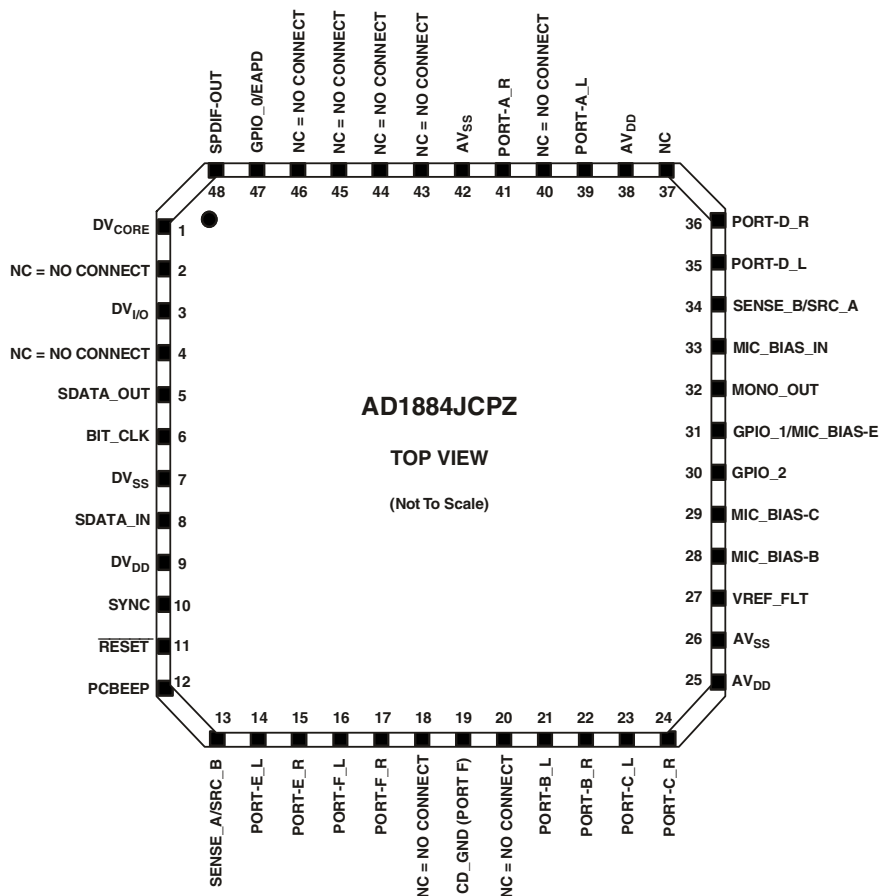 SPDIF-OUT
GPIO_0/EAPD
NC = NO CONNECT
NC = NO CONNECT
NC = NO CONNECT
NC = NO CONNECT
AVSS
PORT-A_R
NC = NO CONNECT
PORT-A_L
AVDD
NC
48 47 46 45 44 43 42 41 40 39 38 37
DVCORE 1
NC = NO CONNECT 2
DVI/O 3
NC = NO CONNECT 4
SDATA_OUT 5
BIT_CLK 6
DVSS 7
SDATA_IN 8
DVDD 9
SYNC 10
RESET 11
PCBEEP 12
AD1884JCPZ
TOP VIEW
(Not To Scale)
36 PORT-D_R
35 PORT-D_L
34 SENSE_B/SRC_A
33 MIC_BIAS_IN
32 MONO_OUT
31 GPIO_1/MIC_BIAS-E
30 GPIO_2
29 MIC_BIAS-C
28 MIC_BIAS-B
27 VREF_FLT
26 AVSS
25 AVDD
13 14 15 16 17 18 19 20 21 22 23 24
SENSE_A/SRC_B
PORT-E_L
PORT-E_R
PORT-F_L
PORT-F_R
NC = NO CONNECT
CD_GND (PORT F)
NC = NO CONNECT
PORT-B_L
PORT-B_R
PORT-C_L
PORT-C_R